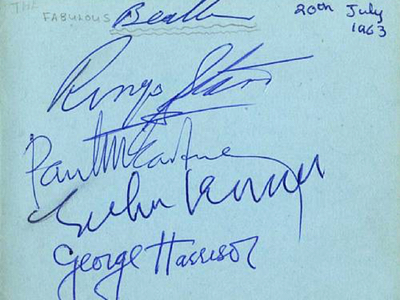 THE FABULOUS Beatles 20th July
1963
Ringo Starr
Paul McCartney
John Lennon
George Harrison